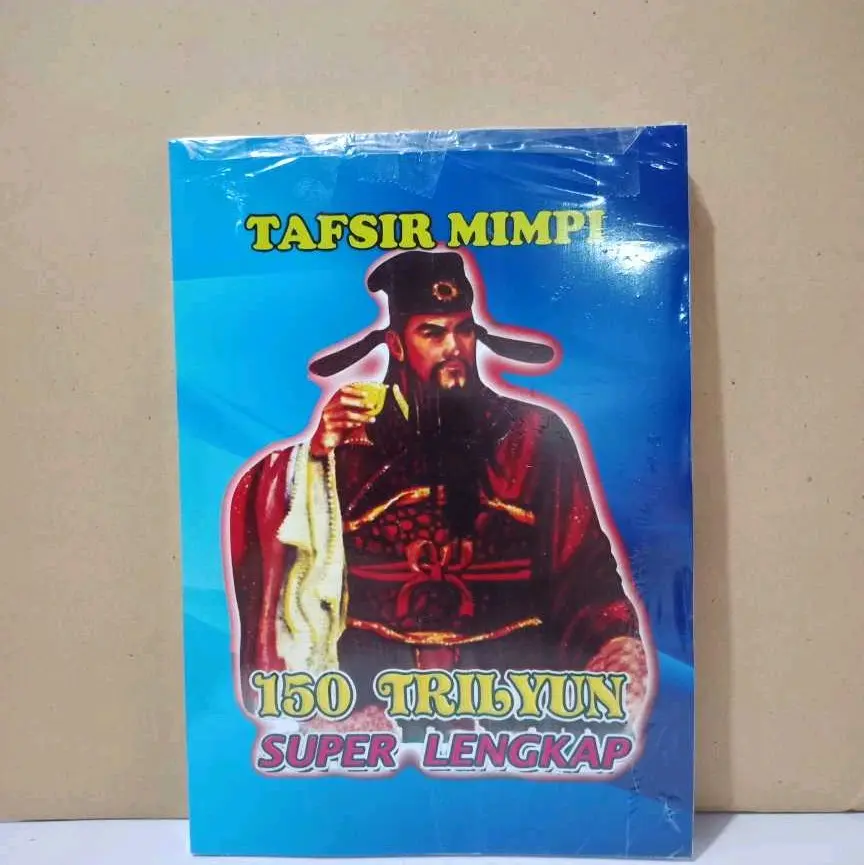 TAFSIR MIMPI
150 TRILYUN
SUPER LENGKAP